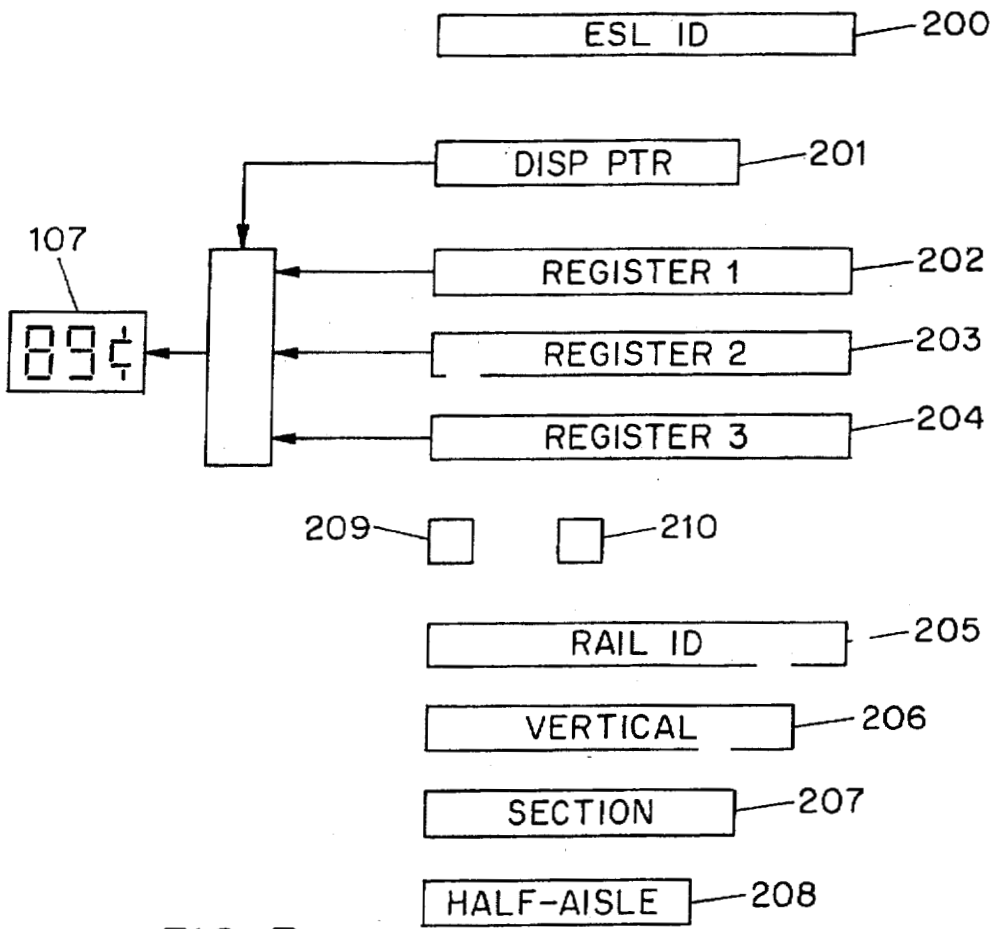 ESL ID 200
DISP PTR 201
107
REGISTER 1 202
89¢
REGISTER 2 203
REGISTER 3 204
209 210
RAIL ID 205
VERTICAL 206
SECTION 207
HALF-AISLE 208